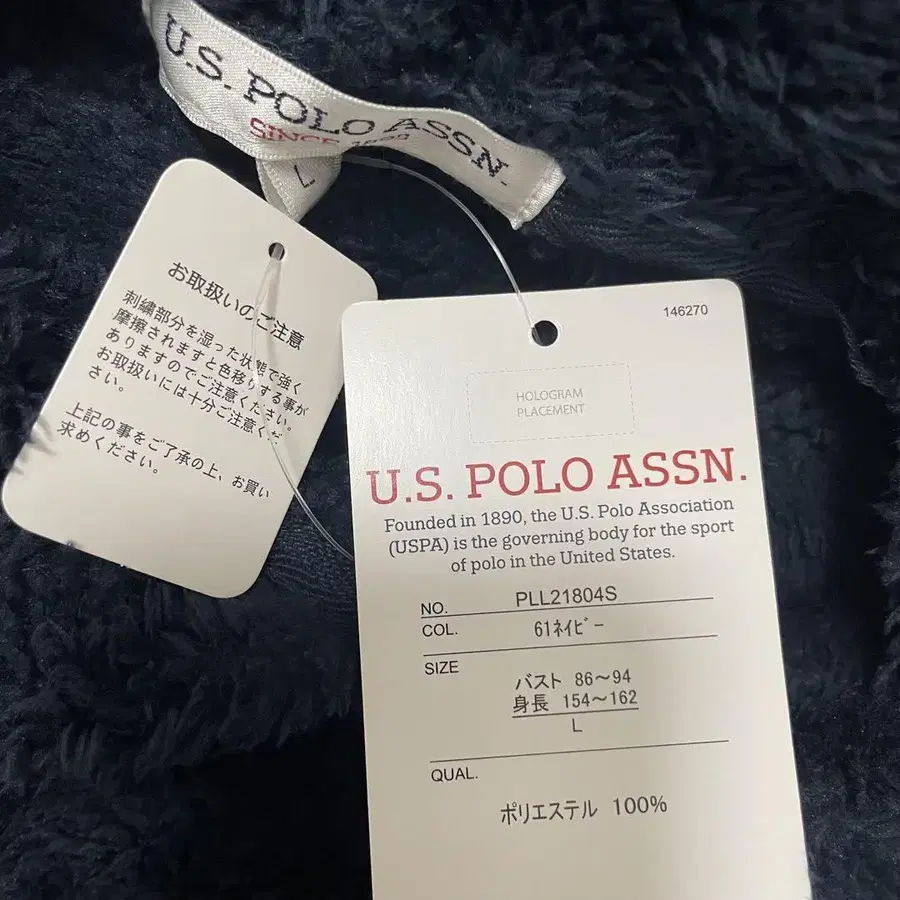 U.S. POLO ASSN.
SINCE
L
お取扱いのご注意
刺繍部分を湿った状態で強く
摩擦されますと色移りする事が
ありますのでご注意ください。
お取扱いには十分ご注意くだ
さい。
上記の事をご了承の上、お買い
求めください。
146270
HOLOGRAM
PLACEMENT
U.S. POLO ASSN.
Founded in 1890, the U.S. Polo Association
(USPA) is the governing body for the sport
of polo in the United States.
NO. PLL21804S
COL. 61ネイビー
SIZE
バスト 86〜94
身長 154〜162
L
QUAL.
ポリエステル 100%